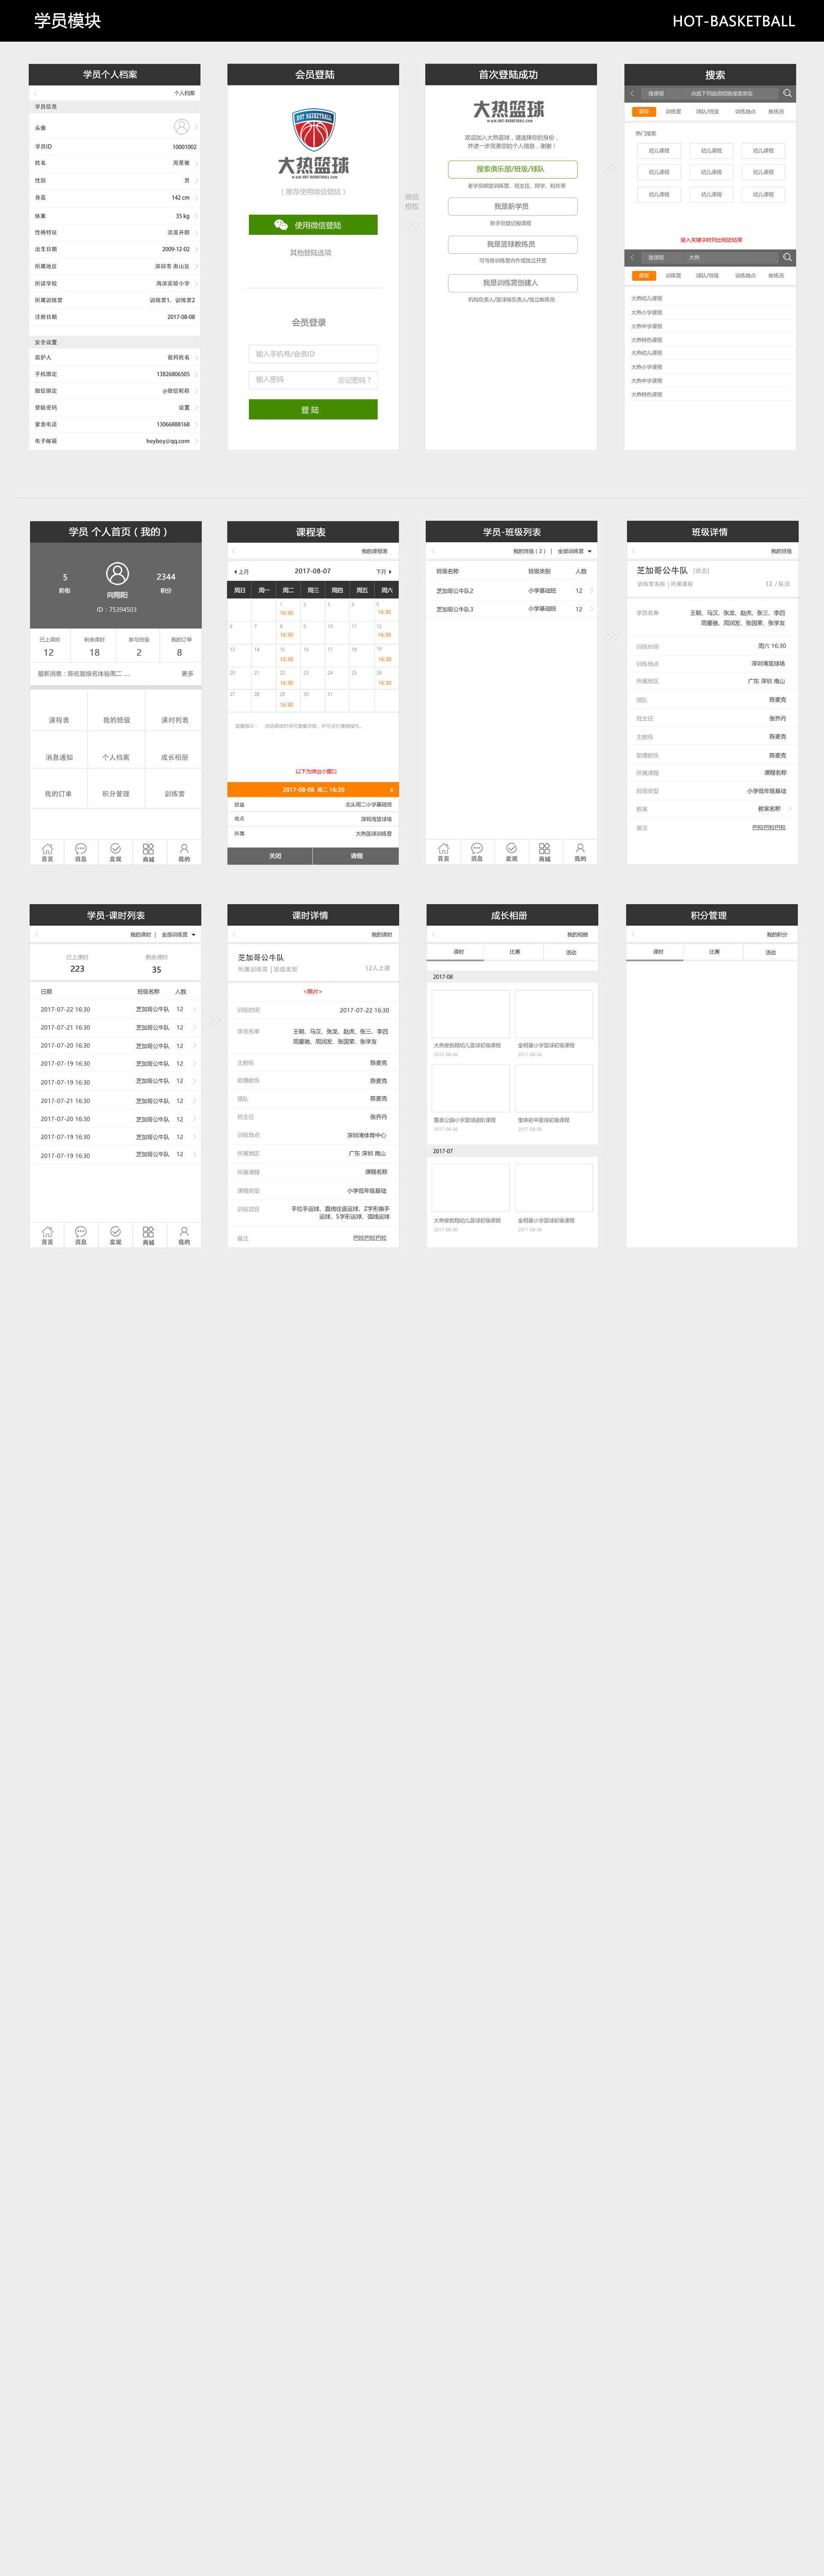 学员模块
HOT-BASKETBALL
学员个人档案
个人档案
学员信息
头像
学员ID 10001002
姓名 周星驰
性别 男
身高 142 cm
体重 35 kg
性格特征 活泼开朗
出生日期 2009-12-02
所属地区 深圳市 南山区
所读学校 海滨实验小学
所属训练营 训练营1、训练营2
注册日期 2017-08-08
安全设置
监护人 爸妈姓名
手机绑定 13826806505
微信绑定 @微信昵称
登陆密码 设置
紧急电话 13066888168
电子邮箱 heyboy@qq.com
会员登陆
HOT BASKETBALL
大热篮球
（推荐使用微信登陆）
使用微信登陆
其他登陆选项
会员登录
输入手机号/会员ID
输入密码 忘记密码？
登 陆
微信
授权
首次登陆成功
大热篮球
欢迎加入大热篮球，请选择你的身份，
并进一步完善您的个人信息，谢谢！
搜索俱乐部/班级/球队
老学员绑定训练营、班主任、同学、粉丝等
我是新学员
新学员登记报课程
我是篮球教练员
可与各训练营合作或独立开营
我是训练营创建人
机构负责人/篮球场负责人/独立教练员
搜索
搜课程 点选下列选项切换搜索类型
课程 训练营 球队/班级 训练地点 教练员
热门搜索
幼儿课程 幼儿课程 幼儿课程
幼儿课程 幼儿课程 幼儿课程
幼儿课程 幼儿课程 幼儿课程
输入关键字时列出相近结果
搜课程 大热
课程 训练营 球队/班级 训练地点 教练员
大热幼儿课程
大热小学课程
大热中学课程
大热特色课程
大热幼儿课程
大热小学课程
大热中学课程
大热特色课程
学员 个人首页（我的）
5 2344
阶衔 向翔阳 积分
ID：75394503
已上课时 剩余课时 参与班级 我的订单
12 18 2 8
最新消息：陈佐敦报名体验周二 ... 更多
课程表 我的班级 课时列表
消息通知 个人档案 成长相册
我的订单 积分管理 训练营
首页 消息 发现 商城 我的
课程表
我的课程表
上月 2017-08-07 下月
周日 周一 周二 周三 周四 周五 周六
1 2 3 4 5
16:30 16:30
6 7 8 9 10 11 12
16:30 16:30
13 14 15 16 17 18 19
16:30 16:30
20 21 22 23 24 25 26
16:30 16:30
27 28 29 30 31
16:30
温馨提示： 点选具体时间可查看详细，并可进行请假操作。
以下为弹出小窗口
2017-08-08 周二 16:30 X
班级 北头周二小学基础班
地点 深圳湾篮球场
所属 大热篮球训练营
关闭 请假
学员-班级列表
我的班级（2） | 全部训练营
班级名称 班级类别 人数
芝加哥公牛队2 小学基础班 12
芝加哥公牛队3 小学基础班 12
首页 消息 发现 商城 我的
班级详情
我的班级
芝加哥公牛队 [状态]
训练营名称 | 所属课程 12 / 队员
学员名单 王朝、马汉、张龙、赵虎、张三、李四
周星驰、周润发、张国荣、张学友
训练时间 周六 16:30
训练地点 深圳湾篮球场
所属地区 广东 深圳 南山
领队 陈麦克
班主任 张乔丹
主教练 陈麦克
助理教练 陈麦克
所属课程 课程名称
班级类型 小学低年级基础
教案 教案名称
备注 巴拉巴拉巴拉
学员-课时列表
我的课时 | 全部训练营
已上课时 剩余课时
223 35
日期 班级名称 人数
2017-07-22 16:30 芝加哥公牛队 12
2017-07-21 16:30 芝加哥公牛队 12
2017-07-20 16:30 芝加哥公牛队 12
2017-07-19 16:30 芝加哥公牛队 12
2017-07-19 16:30 芝加哥公牛队 12
2017-07-21 16:30 芝加哥公牛队 12
2017-07-20 16:30 芝加哥公牛队 12
2017-07-19 16:30 芝加哥公牛队 12
2017-07-19 16:30 芝加哥公牛队 12
首页 消息 发现 商城 我的
课时详情
我的课时
芝加哥公牛队
所属训练营 | 班级类型 12人上课
<照片>
训练时间 2017-07-22 16:30
学员名单 王朝、马汉、张龙、赵虎、张三、李四
周星驰、周润发、张国荣、张学友
主教练 陈麦克
助理教练 陈麦克
领队 陈麦克
班主任 张乔丹
训练地点 深圳湾体育中心
所属地区 广东 深圳 南山
所属课程 课程名称
课程类型 小学低年级基础
训练项目 手拉手运球、直线往返运球、Z字形换手
运球、S字形运球、弧线运球
备注 巴拉巴拉巴拉
成长相册
我的相册
课时 比赛 活动
2017-08
大热安凯翔幼儿篮球初级课程 全明星小学篮球初级课程
2017-08-06 2017-08-06
基香公园小学篮球进阶课程 宝体初中篮球初级课程
2017-08-06 2017-08-06
2017-07
大热安凯翔幼儿篮球初级课程 全明星小学篮球初级课程
2017-08-06 2017-08-06
积分管理
我的积分
课时 比赛 活动